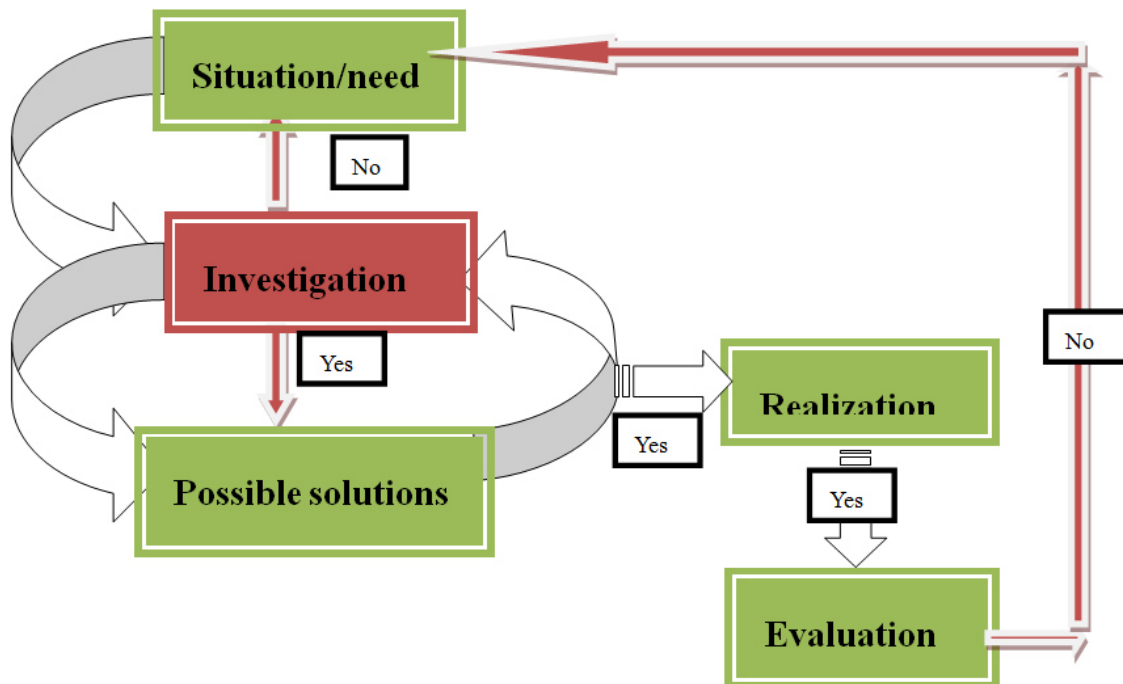 Situation/need
No
Investigation
Yes
Possible solutions
Yes
Realization
No
Yes
Evaluation